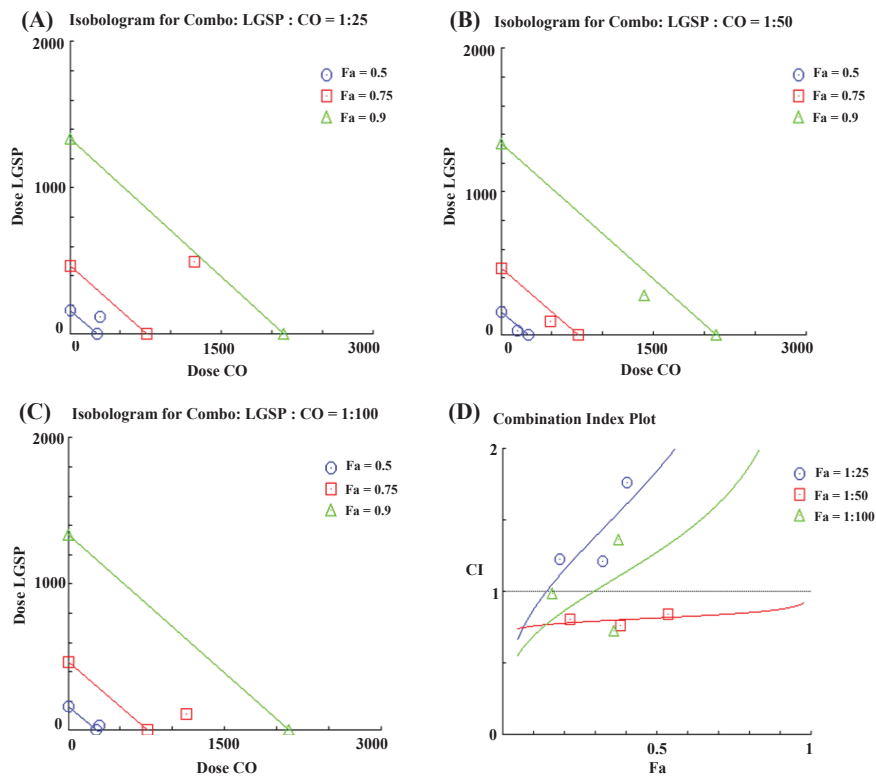 (A) Isobologram for Combo: LGSP : CO = 1:25
2000
1000
0
Dose LGSP
Fa = 0.5
Fa = 0.75
Fa = 0.9
0 1500 3000
Dose CO
(B) Isobologram for Combo: LGSP : CO = 1:50
2000
1000
0
Dose LGSP
Fa = 0.5
Fa = 0.75
Fa = 0.9
0 1500 3000
Dose CO
(C) Isobologram for Combo: LGSP : CO = 1:100
2000
1000
0
Dose LGSP
Fa = 0.5
Fa = 0.75
Fa = 0.9
0 1500 3000
Dose CO
(D) Combination Index Plot
2
1
0
CI
Fa = 1:25
Fa = 1:50
Fa = 1:100
0.5 1
Fa